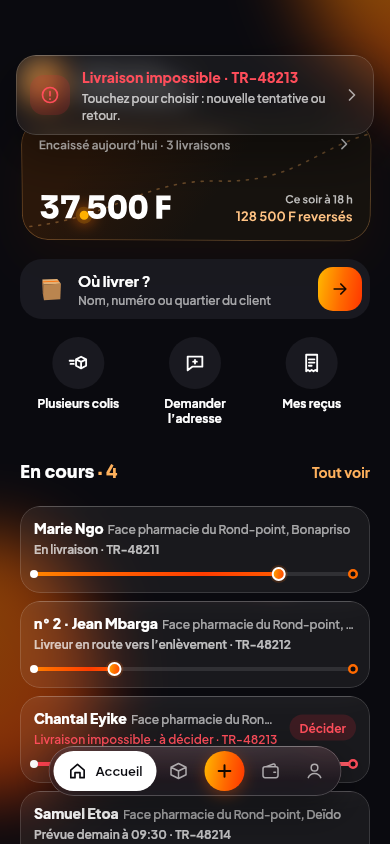 Livraison impossible · TR-48213
Touchez pour choisir : nouvelle tentative ou
retour.
Encaissé aujourd'hui · 3 livraisons
37 500 F
Ce soir à 18 h
128 500 F reversés
Où livrer ?
Nom, numéro ou quartier du client
Plusieurs colis
Demander
l'adresse
Mes reçus
En cours · 4
Tout voir
Marie Ngo Face pharmacie du Rond-point, Bonapriso
En livraison · TR-48211
n° 2 · Jean Mbarga Face pharmacie du Rond-point, ...
Livreur en route vers l'enlèvement · TR-48212
Chantal Eyike Face pharmacie du Ron...
Livraison impossible · à décider · TR-48213
Décider
Accueil
Samuel Etoa Face pharmacie du Rond-point, Deïdo
Prévue demain à 09:30 · TR-48214